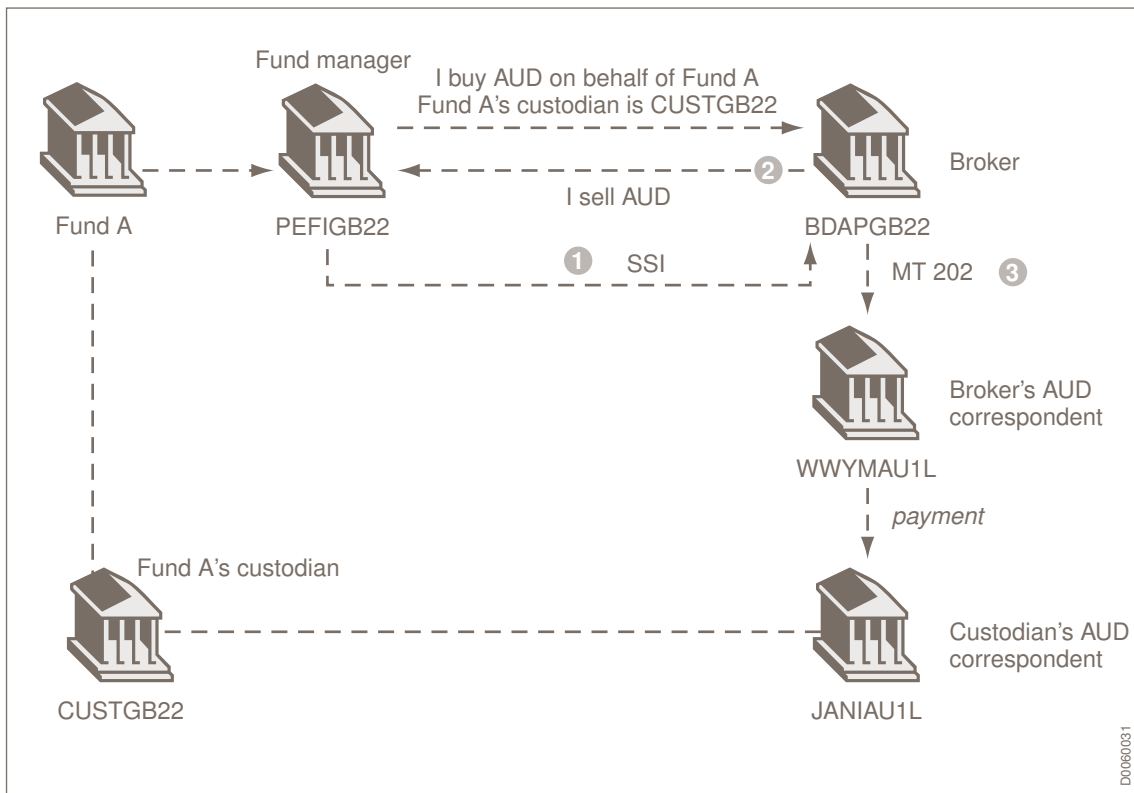 Fund manager
I buy AUD on behalf of Fund A
Fund A’s custodian is CUSTGB22
2
Broker
I sell AUD
Fund A
PEFIGB22
BDAPGB22
1
SSI
MT 202
3
Broker’s AUD
correspondent
WWYMAU1L
payment
Fund A’s custodian
Custodian’s AUD
correspondent
CUSTGB22
JANIAU1L
D0060031